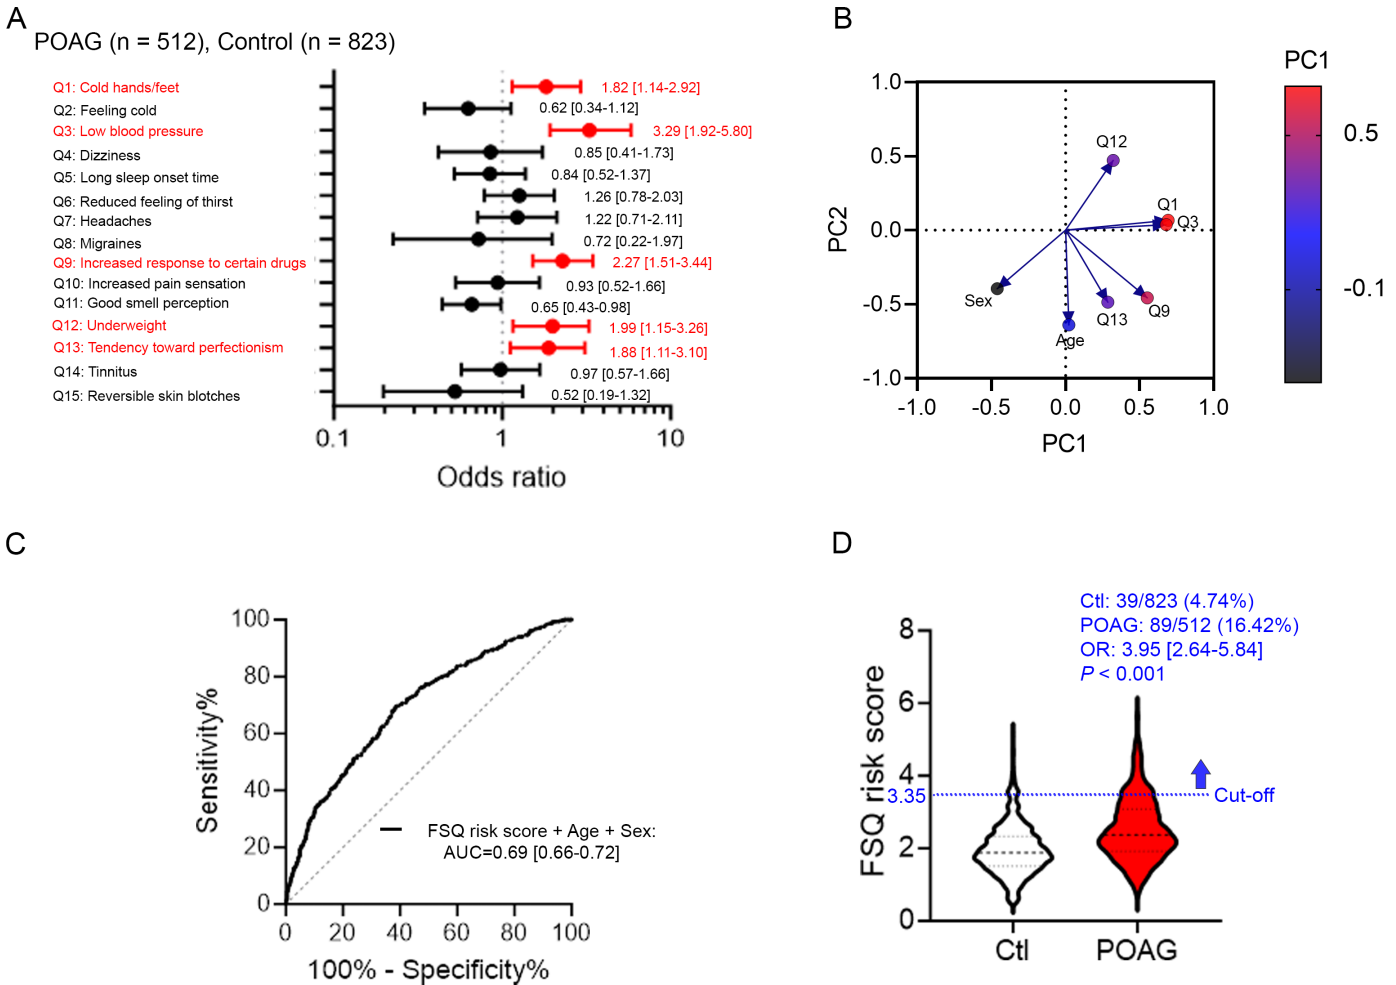 A
POAG (n = 512), Control (n = 823)
Q1: Cold hands/feet 1.82 [1.14-2.92]
Q2: Feeling cold 0.62 [0.34-1.12]
Q3: Low blood pressure 3.29 [1.92-5.80]
Q4: Dizziness 0.85 [0.41-1.73]
Q5: Long sleep onset time 0.84 [0.52-1.37]
Q6: Reduced feeling of thirst 1.26 [0.78-2.03]
Q7: Headaches 1.22 [0.71-2.11]
Q8: Migraines 0.72 [0.22-1.97]
Q9: Increased response to certain drugs 2.27 [1.51-3.44]
Q10: Increased pain sensation 0.93 [0.52-1.66]
Q11: Good smell perception 0.65 [0.43-0.98]
Q12: Underweight 1.99 [1.15-3.26]
Q13: Tendency toward perfectionism 1.88 [1.11-3.10]
Q14: Tinnitus 0.97 [0.57-1.66]
Q15: Reversible skin blotches 0.52 [0.19-1.32]
0.1 1 10
Odds ratio
B
PC1
0.5
-0.1
1.0
0.5
0.0
-0.5
-1.0
PC2
Q12
Q1
Q3
Sex
Q13
Q9
Age
-1.0 -0.5 0.0 0.5 1.0
PC1
C
100
80
60
40
20
0
Sensitivity%
FSQ risk score + Age + Sex:
AUC=0.69 [0.66-0.72]
0 20 40 60 80 100
100% - Specificity%
D
Ctl: 39/823 (4.74%)
POAG: 89/512 (16.42%)
OR: 3.95 [2.64-5.84]
P < 0.001
8
6
4
2
0
FSQ risk score
3.35
Cut-off
Ctl POAG